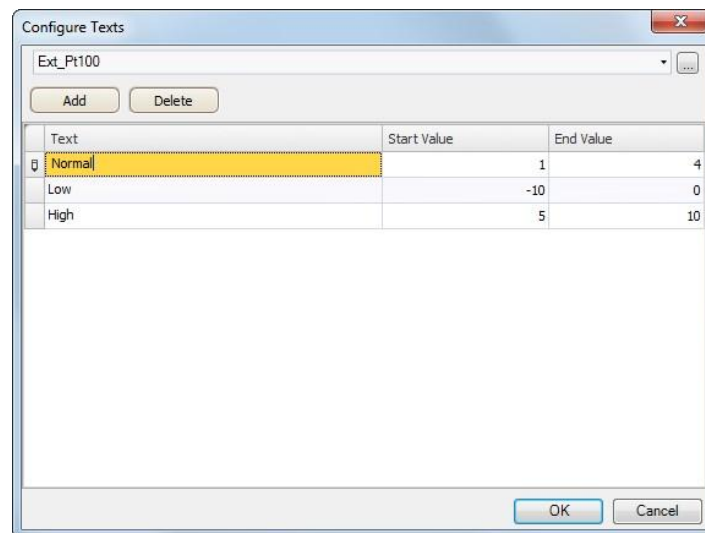 Configure Texts
Ext_Pt100
...
Add Delete
Text Start Value End Value
Normal 1 4
Low -10 0
High 5 10
OK Cancel